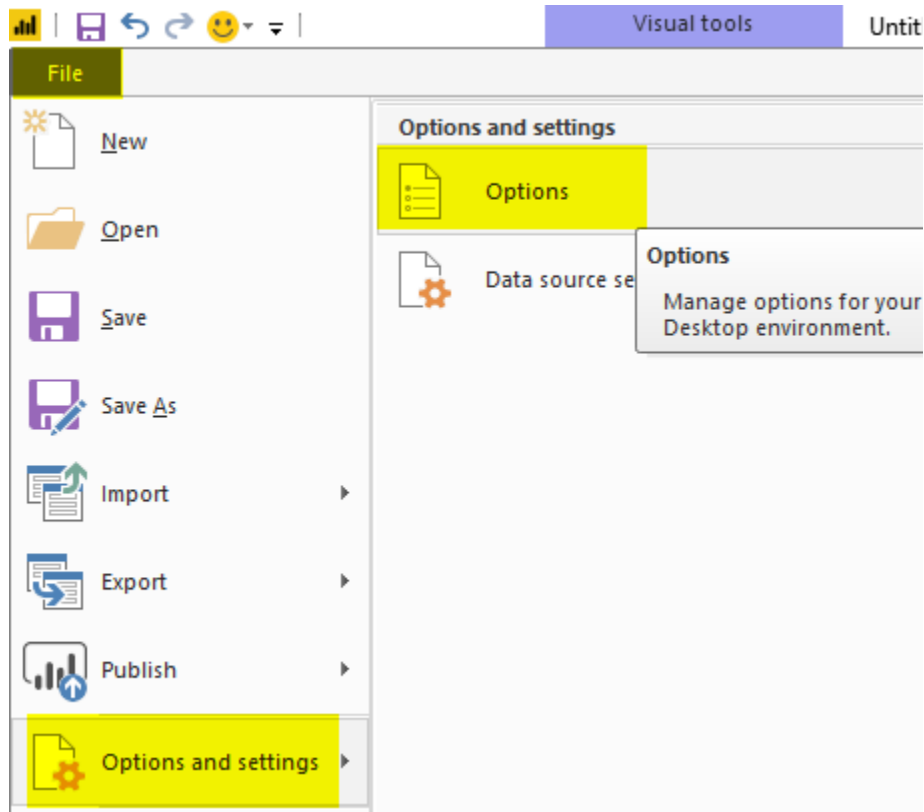 Visual tools
Untit
File
New
Open
Save
Save As
Import
Export
Publish
Options and settings
Options and settings
Options
Data source se
Options
Manage options for your
Desktop environment.